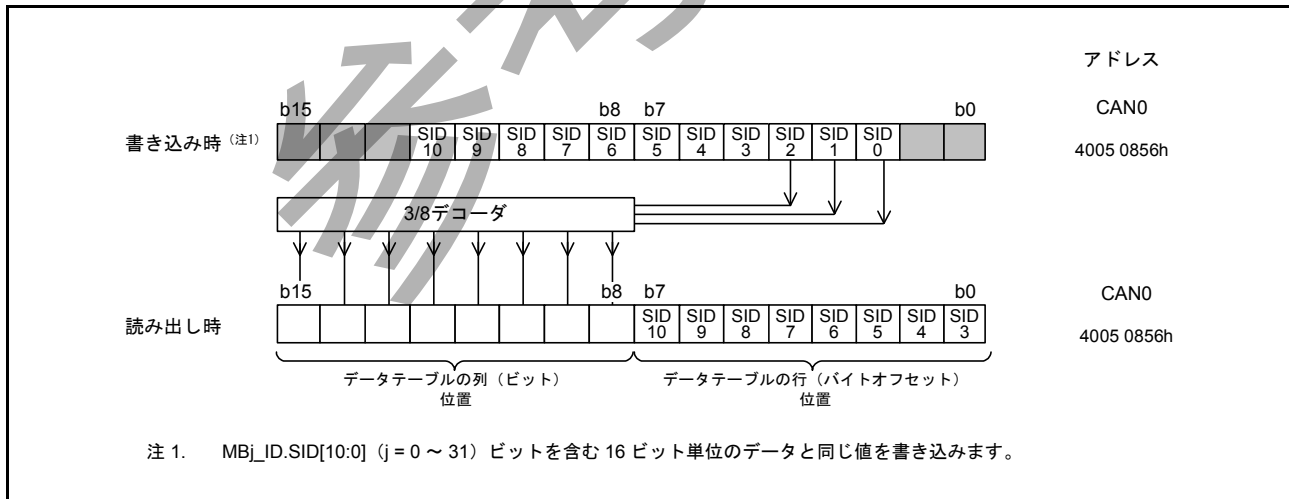 アドレス
b15 b8 b7 b0 CAN0
書き込み時（注1） SID 10 SID 9 SID 8 SID 7 SID 6 SID 5 SID 4 SID 3 SID 2 SID 1 SID 0 4005 0856h
3/8デコーダ
b15 b8 b7 b0 CAN0
読み出し時 SID 10 SID 9 SID 8 SID 7 SID 6 SID 5 SID 4 SID 3 4005 0856h
データテーブルの列（ビット） データテーブルの行（バイトオフセット）
位置 位置
注 1. MBj_ID.SID[10:0]（j = 0 ～ 31）ビットを含む 16 ビット単位のデータと同じ値を書き込みます。